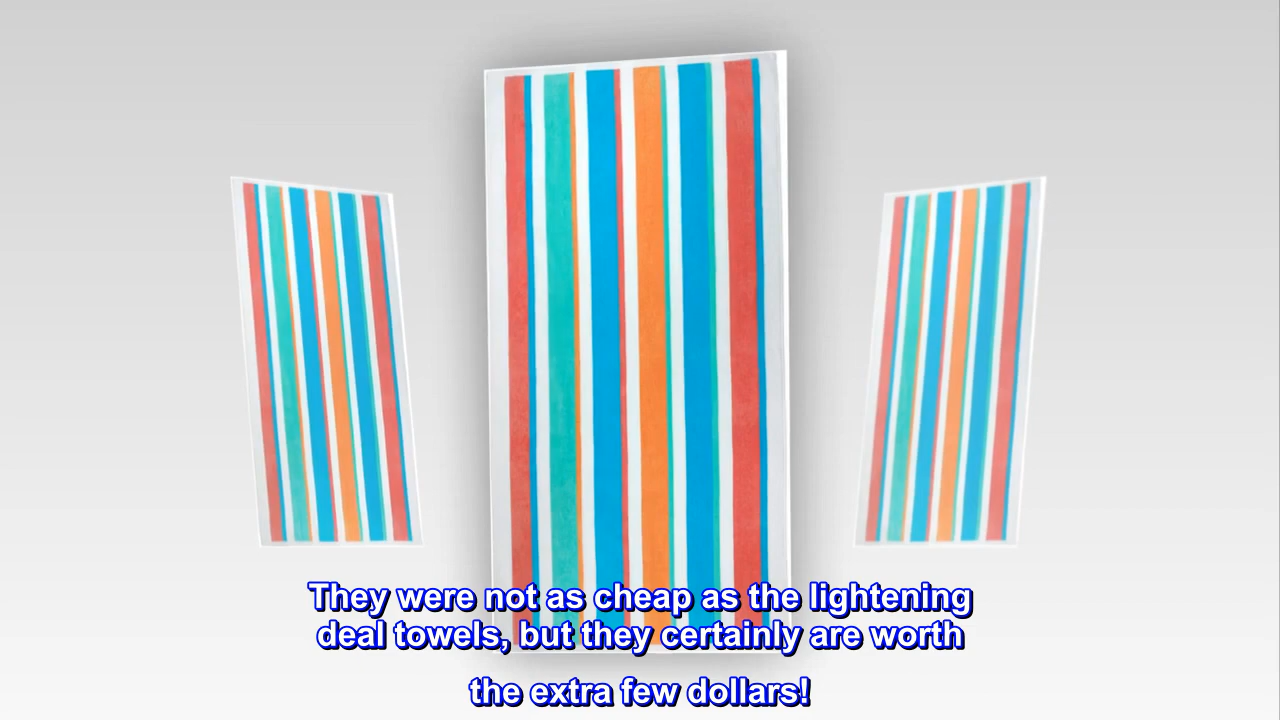 They were not as cheap as the lightening
deal towels, but they certainly are worth
the extra few dollars!